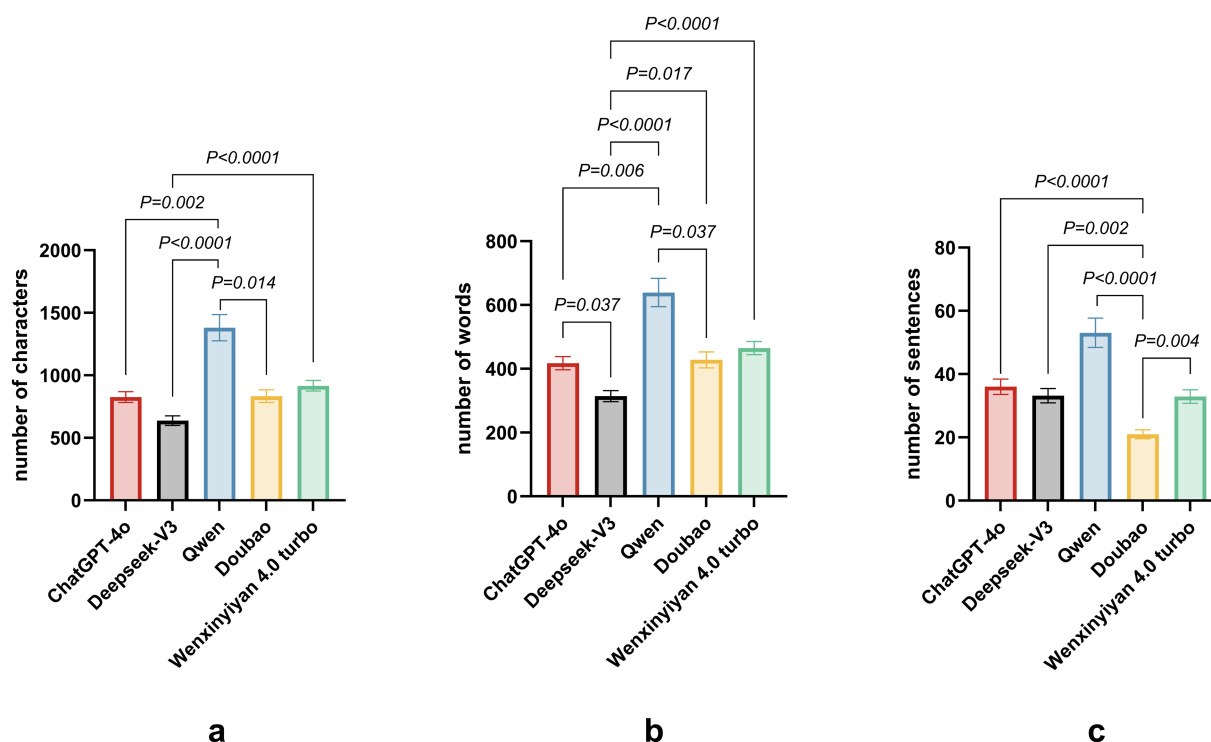 P<0.0001
P=0.002
P<0.0001
P=0.014
number of characters
2000
1500
1000
500
0
ChatGPT-4o
Deepseek-V3
Qwen
Doubao
Wenxinyiyan 4.0 turbo
a
P<0.0001
P=0.017
P<0.0001
P=0.006
P=0.037
P=0.037
number of words
800
600
400
200
0
ChatGPT-4o
Deepseek-V3
Qwen
Doubao
Wenxinyiyan 4.0 turbo
b
P<0.0001
P=0.002
P<0.0001
P=0.004
number of sentences
80
60
40
20
0
ChatGPT-4o
Deepseek-V3
Qwen
Doubao
Wenxinyiyan 4.0 turbo
c